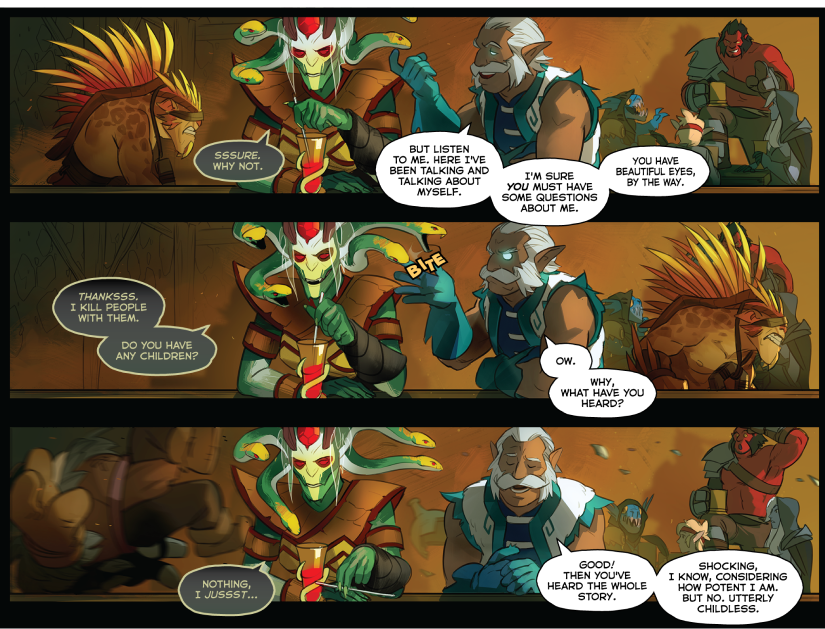 SSSURE.
WHY NOT.
BUT LISTEN
TO ME. HERE I'VE
BEEN TALKING AND
TALKING ABOUT
MYSELF.
I'M SURE
YOU MUST HAVE
SOME QUESTIONS
ABOUT ME.
YOU HAVE
BEAUTIFUL EYES,
BY THE WAY.
THANKSSS.
I KILL PEOPLE
WITH THEM.
DO YOU HAVE
ANY CHILDREN?
BITE
OW.
WHY,
WHAT HAVE YOU
HEARD?
NOTHING,
I JUSSST...
GOOD!
THEN YOU'VE
HEARD THE WHOLE
STORY.
SHOCKING,
I KNOW, CONSIDERING
HOW POTENT I AM.
BUT NO. UTTERLY
CHILDLESS.